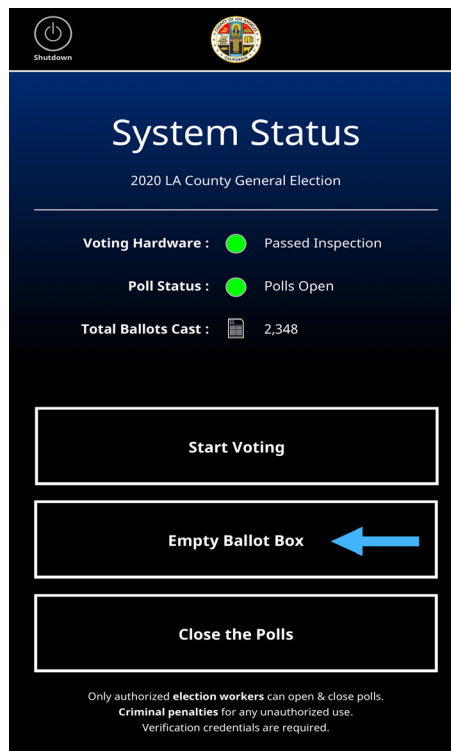 Shutdown
System Status
2020 LA County General Election
Voting Hardware : Passed Inspection
Poll Status : Polls Open
Total Ballots Cast : 2,348
Start Voting
Empty Ballot Box
Close the Polls
Only authorized election workers can open & close polls.
Criminal penalties for any unauthorized use.
Verification credentials are required.